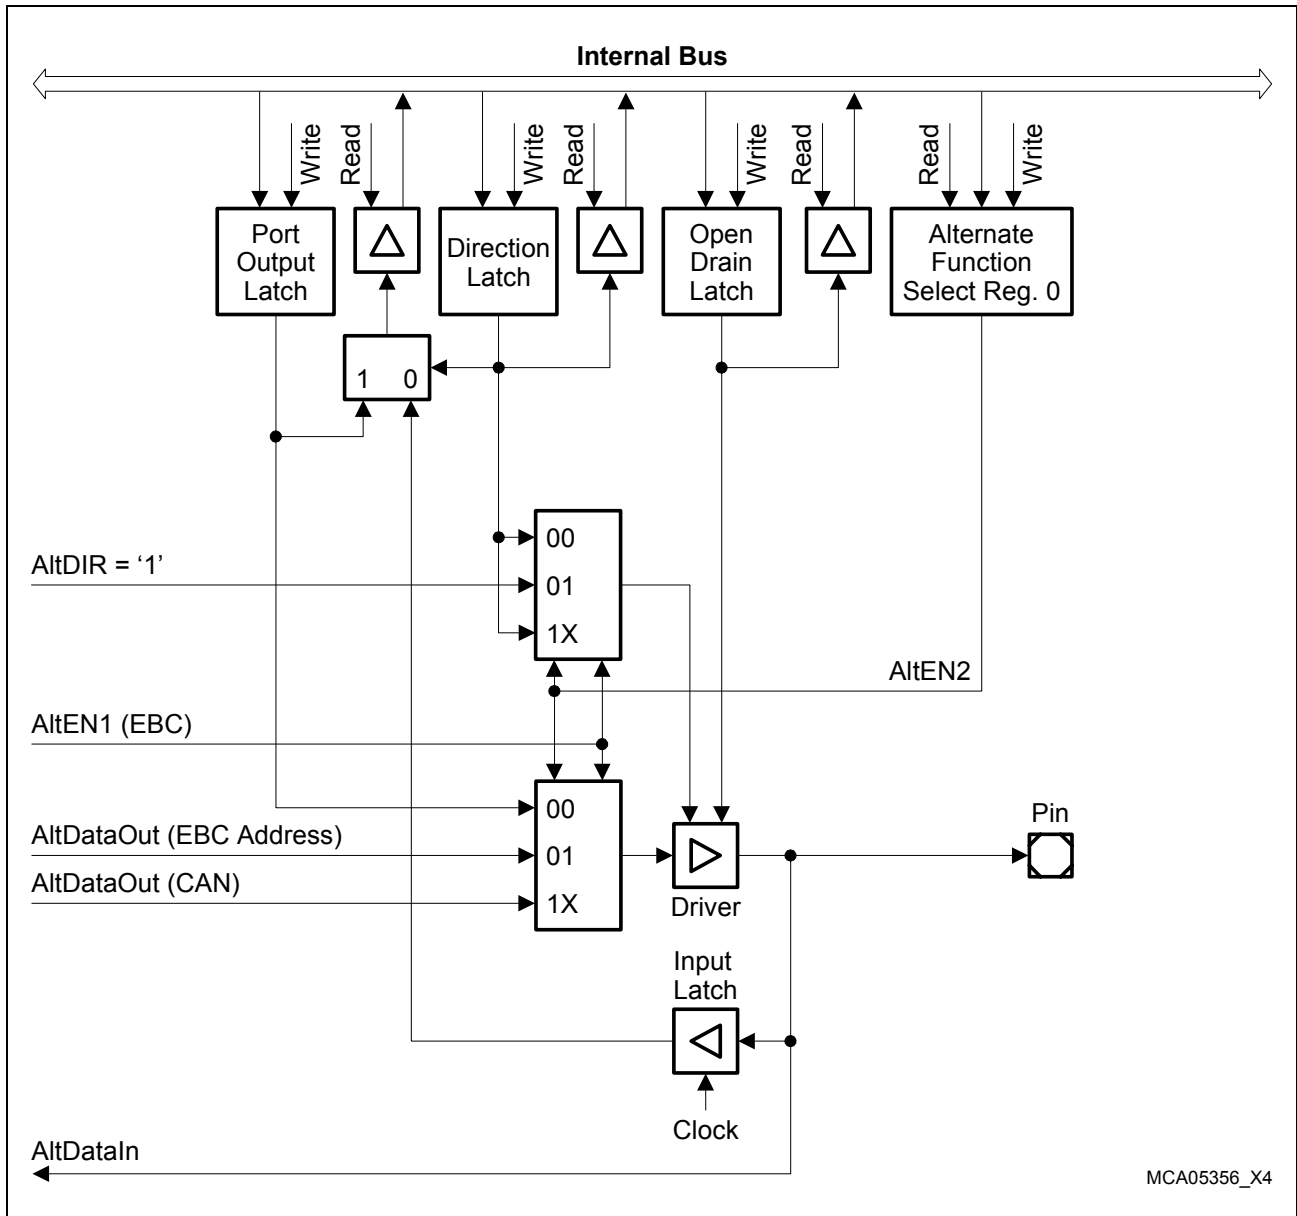 Internal Bus
Write
Read
Write
Read
Write
Read
Read
Write
Port
Output
Latch
Direction
Latch
Open
Drain
Latch
Alternate
Function
Select Reg. 0
1 0
00
AltDIR = ‘1’
01
1X
AltEN2
AltEN1 (EBC)
00
Pin
AltDataOut (EBC Address)
01
AltDataOut (CAN)
1X
Driver
Input
Latch
Clock
AltDataIn
MCA05356_X4